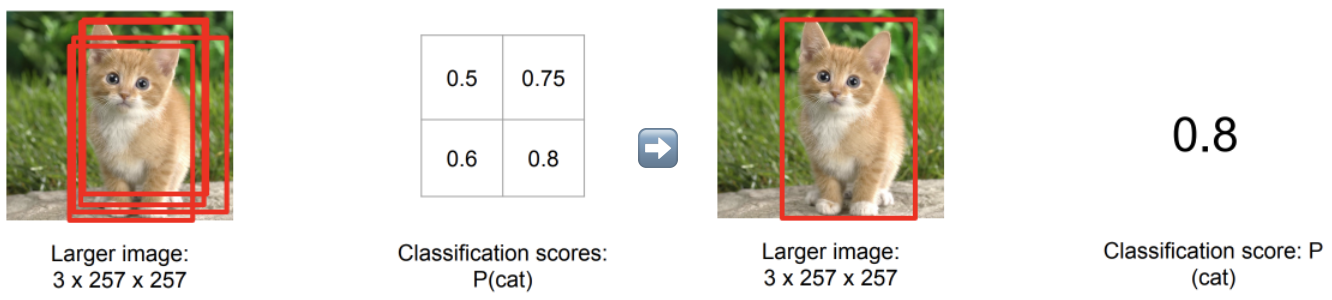 0.5 0.75
0.6 0.8
0.8
Larger image:
3 x 257 x 257
Classification scores:
P(cat)
Larger image:
3 x 257 x 257
Classification score: P
(cat)